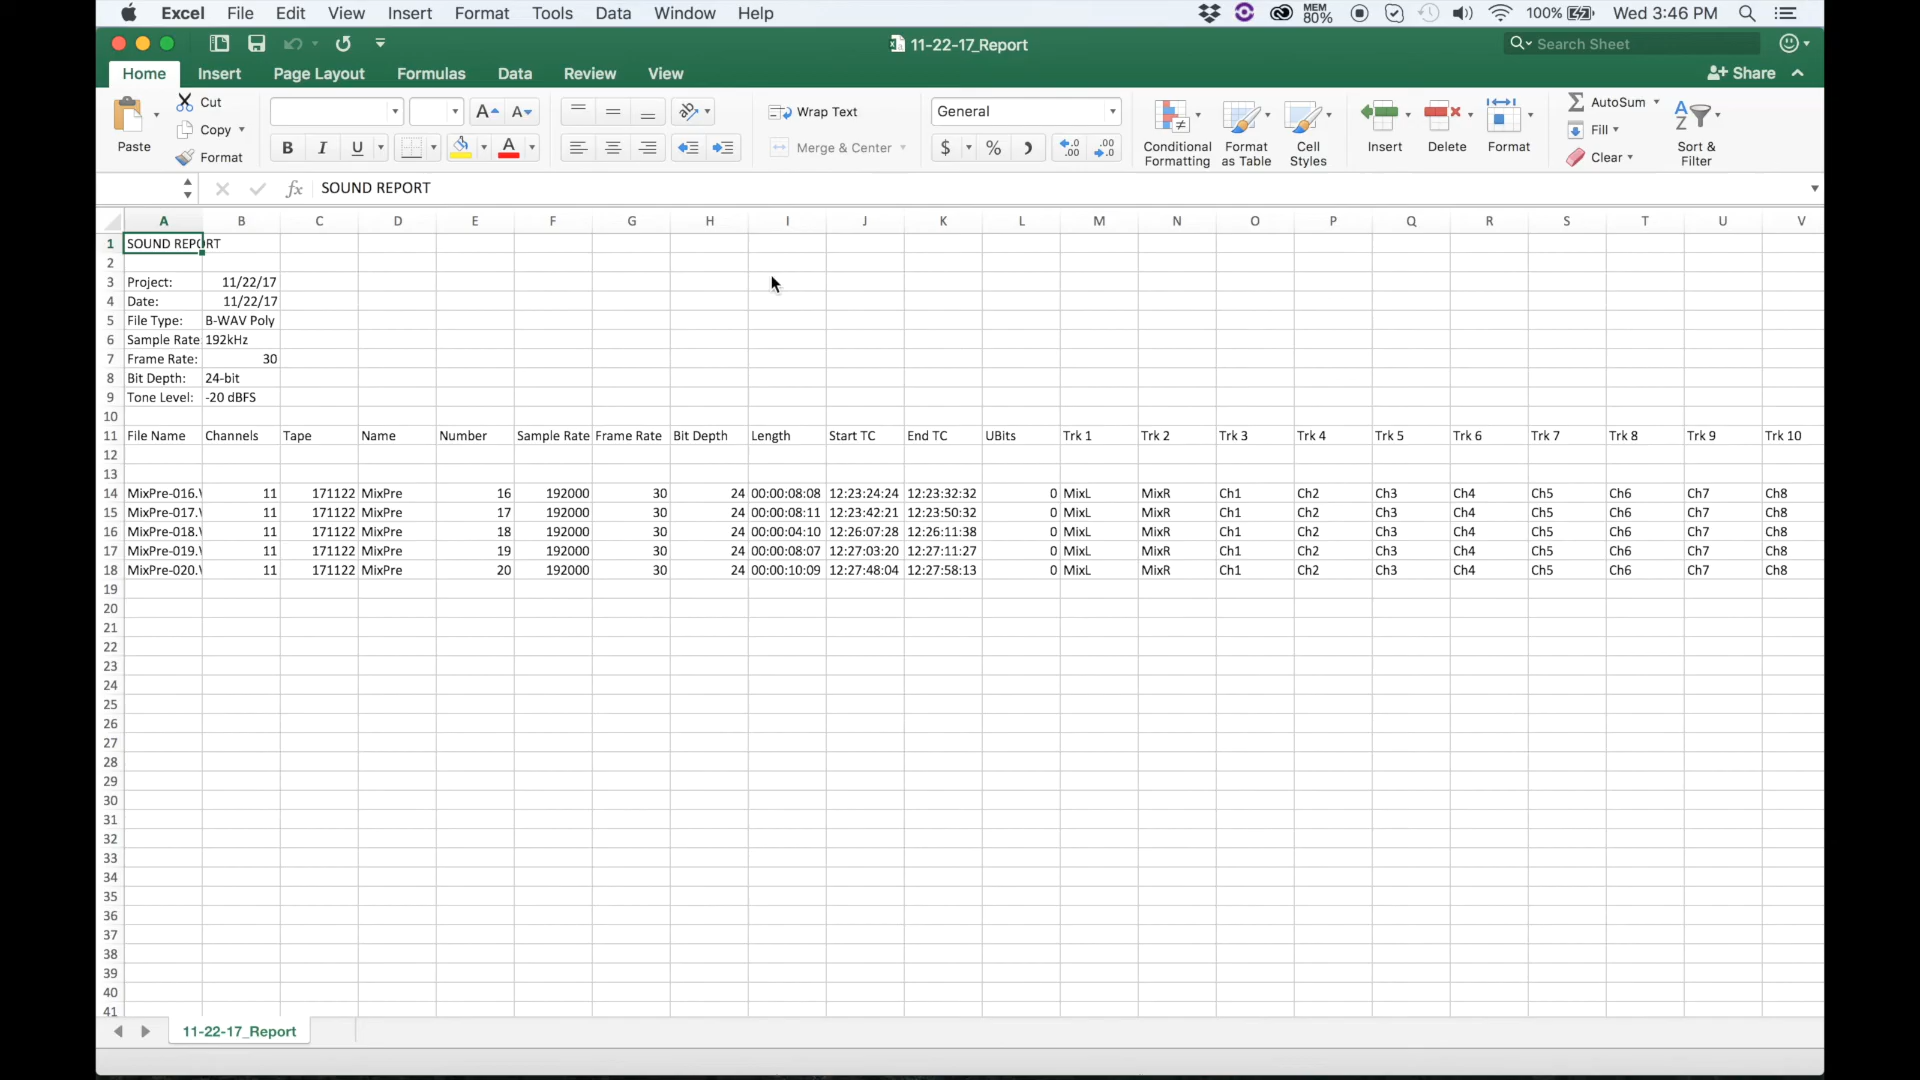 Excel File Edit View Insert Format Tools Data Window Help MEM 80% 100% Wed 3:46 PM
11-22-17_Report Search Sheet
Home Insert Page Layout Formulas Data Review View Share
Paste Cut Copy Format
B I U A A A
Wrap Text
Merge & Center
General
$ %
Conditional Formatting
Format as Table
Cell Styles
Insert Delete Format
AutoSum
Fill
Clear
Sort & Filter
fx SOUND REPORT
A B C D E F G H I J K L M N O P Q R S T U V
1 SOUND REPORT
2
3 Project: 11/22/17
4 Date: 11/22/17
5 File Type: B-WAV Poly
6 Sample Rate 192kHz
7 Frame Rate: 30
8 Bit Depth: 24-bit
9 Tone Level: -20 dBFS
10
11 File Name Channels Tape Name Number Sample Rate Frame Rate Bit Depth Length Start TC End TC UBits Trk 1 Trk 2 Trk 3 Trk 4 Trk 5 Trk 6 Trk 7 Trk 8 Trk 9 Trk 10
12
13
14 MixPre-016. 11 171122 MixPre 16 192000 30 24 00:00:08:08 12:23:24:24 12:23:32:32 0 MixL MixR Ch1 Ch2 Ch3 Ch4 Ch5 Ch6 Ch7 Ch8
15 MixPre-017. 11 171122 MixPre 17 192000 30 24 00:00:08:11 12:23:42:21 12:23:50:32 0 MixL MixR Ch1 Ch2 Ch3 Ch4 Ch5 Ch6 Ch7 Ch8
16 MixPre-018. 11 171122 MixPre 18 192000 30 24 00:00:04:10 12:26:07:28 12:26:11:38 0 MixL MixR Ch1 Ch2 Ch3 Ch4 Ch5 Ch6 Ch7 Ch8
17 MixPre-019. 11 171122 MixPre 19 192000 30 24 00:00:08:07 12:27:03:20 12:27:11:27 0 MixL MixR Ch1 Ch2 Ch3 Ch4 Ch5 Ch6 Ch7 Ch8
18 MixPre-020. 11 171122 MixPre 20 192000 30 24 00:00:10:09 12:27:48:04 12:27:58:13 0 MixL MixR Ch1 Ch2 Ch3 Ch4 Ch5 Ch6 Ch7 Ch8
19
20
21
22
23
24
25
26
27
28
29
30
31
32
33
34
35
36
37
38
39
40
41
11-22-17_Report